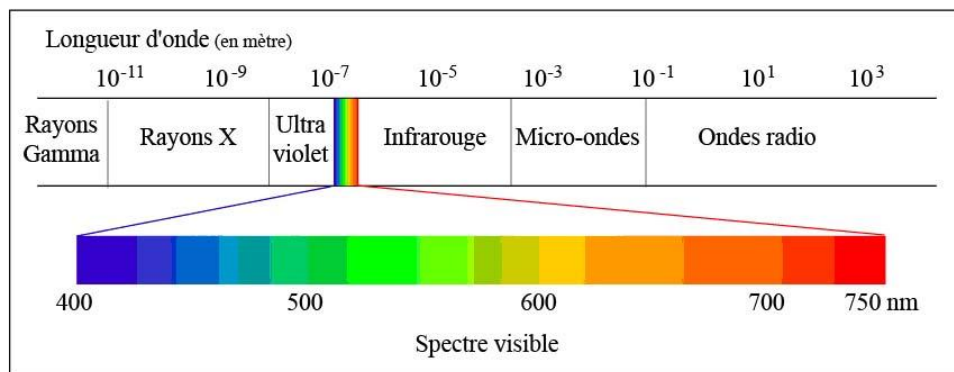 Longueur d'onde (en mètre)
10⁻¹¹ 10⁻⁹ 10⁻⁷ 10⁻⁵ 10⁻³ 10⁻¹ 10¹ 10³
Rayons Gamma Rayons X Ultra violet Infrarouge Micro-ondes Ondes radio
400 500 600 700 750 nm
Spectre visible